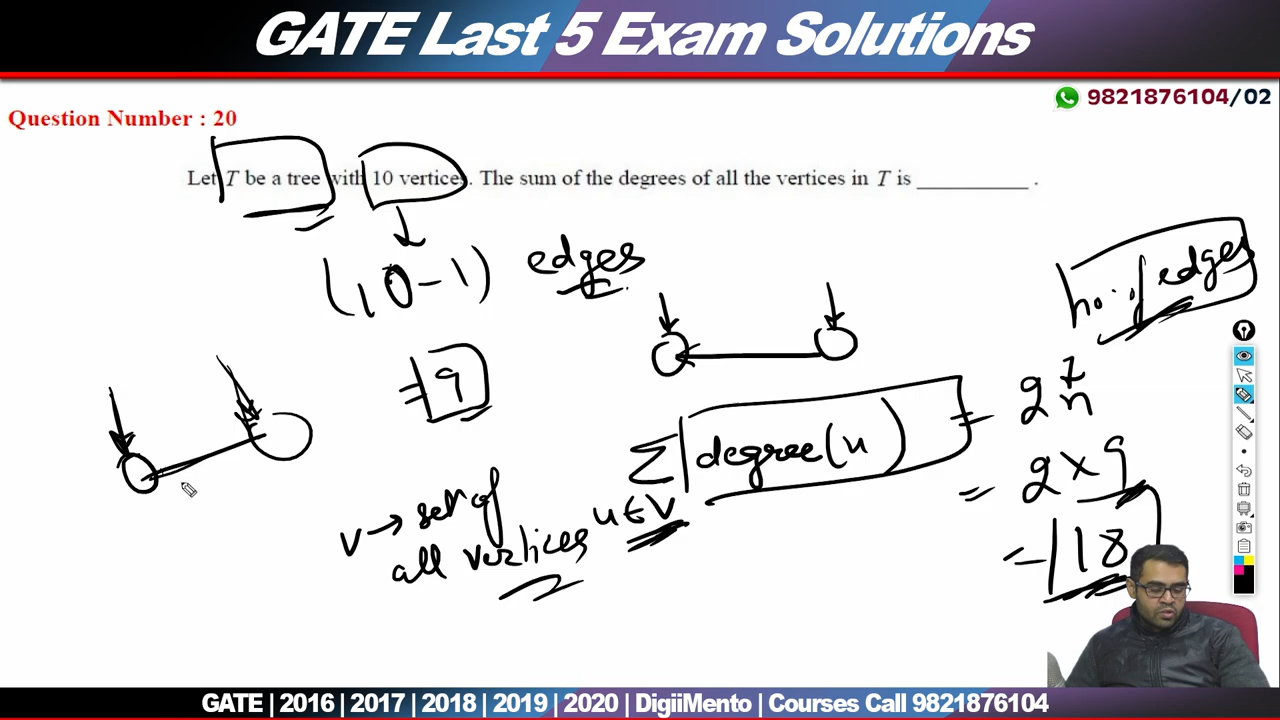 GATE Last 5 Exam Solutions
9821876104/02
Question Number : 20
Let T be a tree with 10 vertices. The sum of the degrees of all the vertices in T is __________ .
(10-1) edges
no. of edges
= 9
Σ degree(u) = 2n
u∈V
= 2×9
= 18
v → set of
all vertices
GATE | 2016 | 2017 | 2018 | 2019 | 2020 | DigiiMento | Courses Call 9821876104